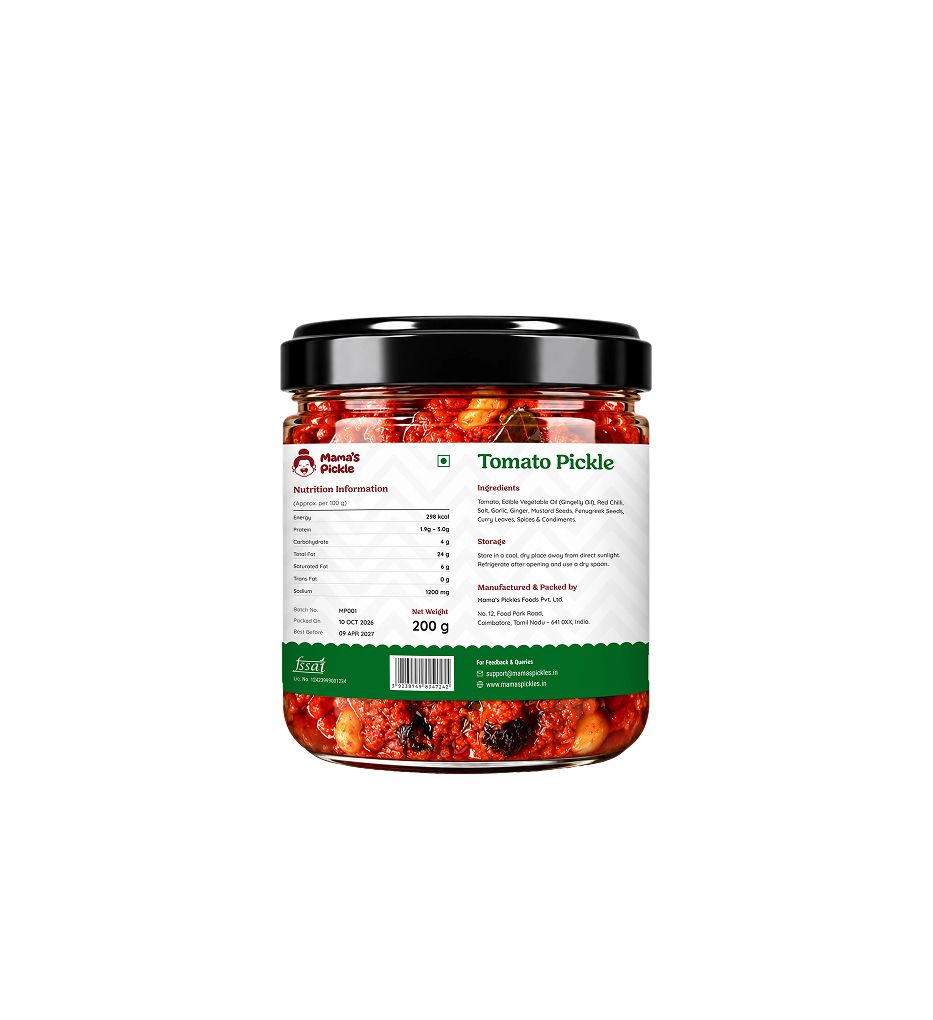 Mama's
Pickle
Nutrition Information
(Approx. per 100 g)
Energy 298 kcal
Protein 1.9g - 3.0g
Carbohydrate 4 g
Total Fat 24 g
Saturated Fat 6 g
Trans Fat 0 g
Sodium 1200 mg
Batch No. MP001
Packed On 10 OCT 2026
Best Before 09 APR 2027
Net Weight
200 g
fssai
Lic. No. 12423999001234
Tomato Pickle
Ingredients
Tomato, Edible Vegetable Oil (Gingelly Oil), Red Chilli,
Salt, Garlic, Ginger, Mustard Seeds, Fenugreek Seeds,
Curry Leaves, Spices & Condiments.
Storage
Store in a cool, dry place away from direct sunlight.
Refrigerate after opening and use a dry spoon.
Manufactured & Packed by
Mama's Pickles Foods Pvt. Ltd.
No. 12, Food Park Road,
Coimbatore, Tamil Nadu - 641 0XX, India.
For Feedback & Queries
support@mamaspickles.in
www.mamaspickles.in